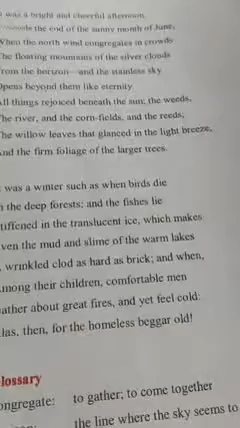 was a bright and cheerful afternoon,
the end of the sunny month of June,
When the north wind congregates in crowds
The floating mountains of the silver clouds
From the horizon—and the stainless sky
Opens beyond them like eternity.
All things rejoiced beneath the sun; the weeds,
The river, and the corn-fields, and the reeds;
The willow leaves that glanced in the light breeze,
And the firm foliage of the larger trees.
was a winter such as when birds die
n the deep forests; and the fishes lie
tiffened in the translucent ice, which makes
ven the mud and slime of the warm lakes
wrinkled clod as hard as brick; and when,
mong their children, comfortable men
ather about great fires, and yet feel cold:
las, then, for the homeless beggar old!
lossary
ongregate: to gather; to come together
the line where the sky seems to